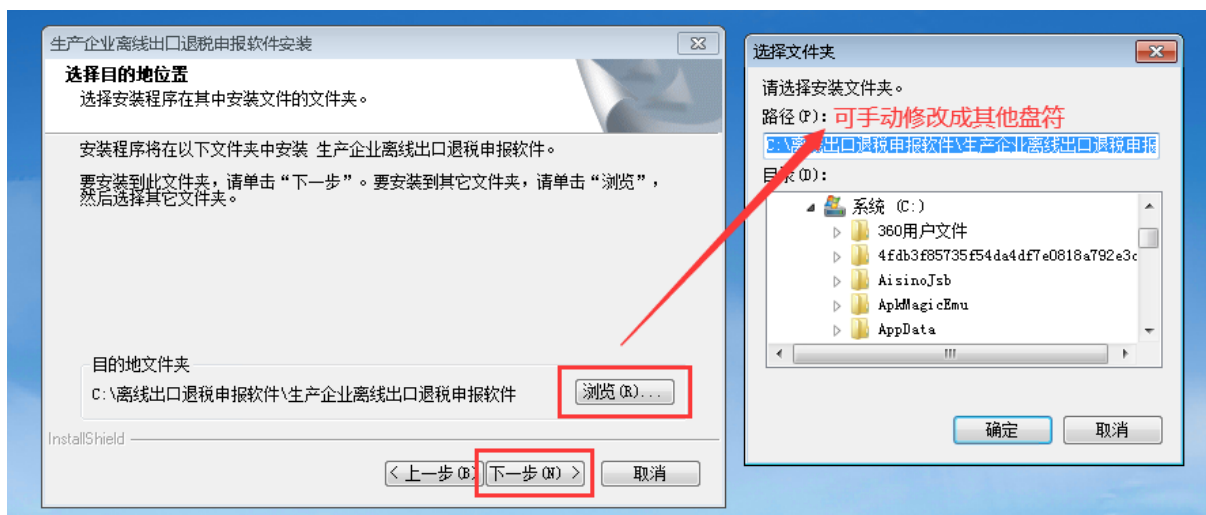 生产企业离线出口退税申报软件安装
选择目的地位置
选择安装程序在其中安装文件的文件夹。
安装程序将在以下文件夹中安装 生产企业离线出口退税申报软件。
要安装到此文件夹，请单击“下一步”。要安装到其它文件夹，请单击“浏览”，
然后选择其它文件夹。
目的地文件夹
C:\离线出口退税申报软件\生产企业离线出口退税申报软件
浏览(R)...
InstallShield
< 上一步(B)
下一步(N) >
取消
选择文件夹
请选择安装文件夹。
路径(P):
可手动修改成其他盘符
C:\离线出口退税申报软件\生产企业离线出口退税申报
目录(D):
系统 (C:)
360用户文件
4fdb3f85735f54da4df7e0818a792e3c
AisinoJsb
ApkMagicEmu
AppData
确定
取消